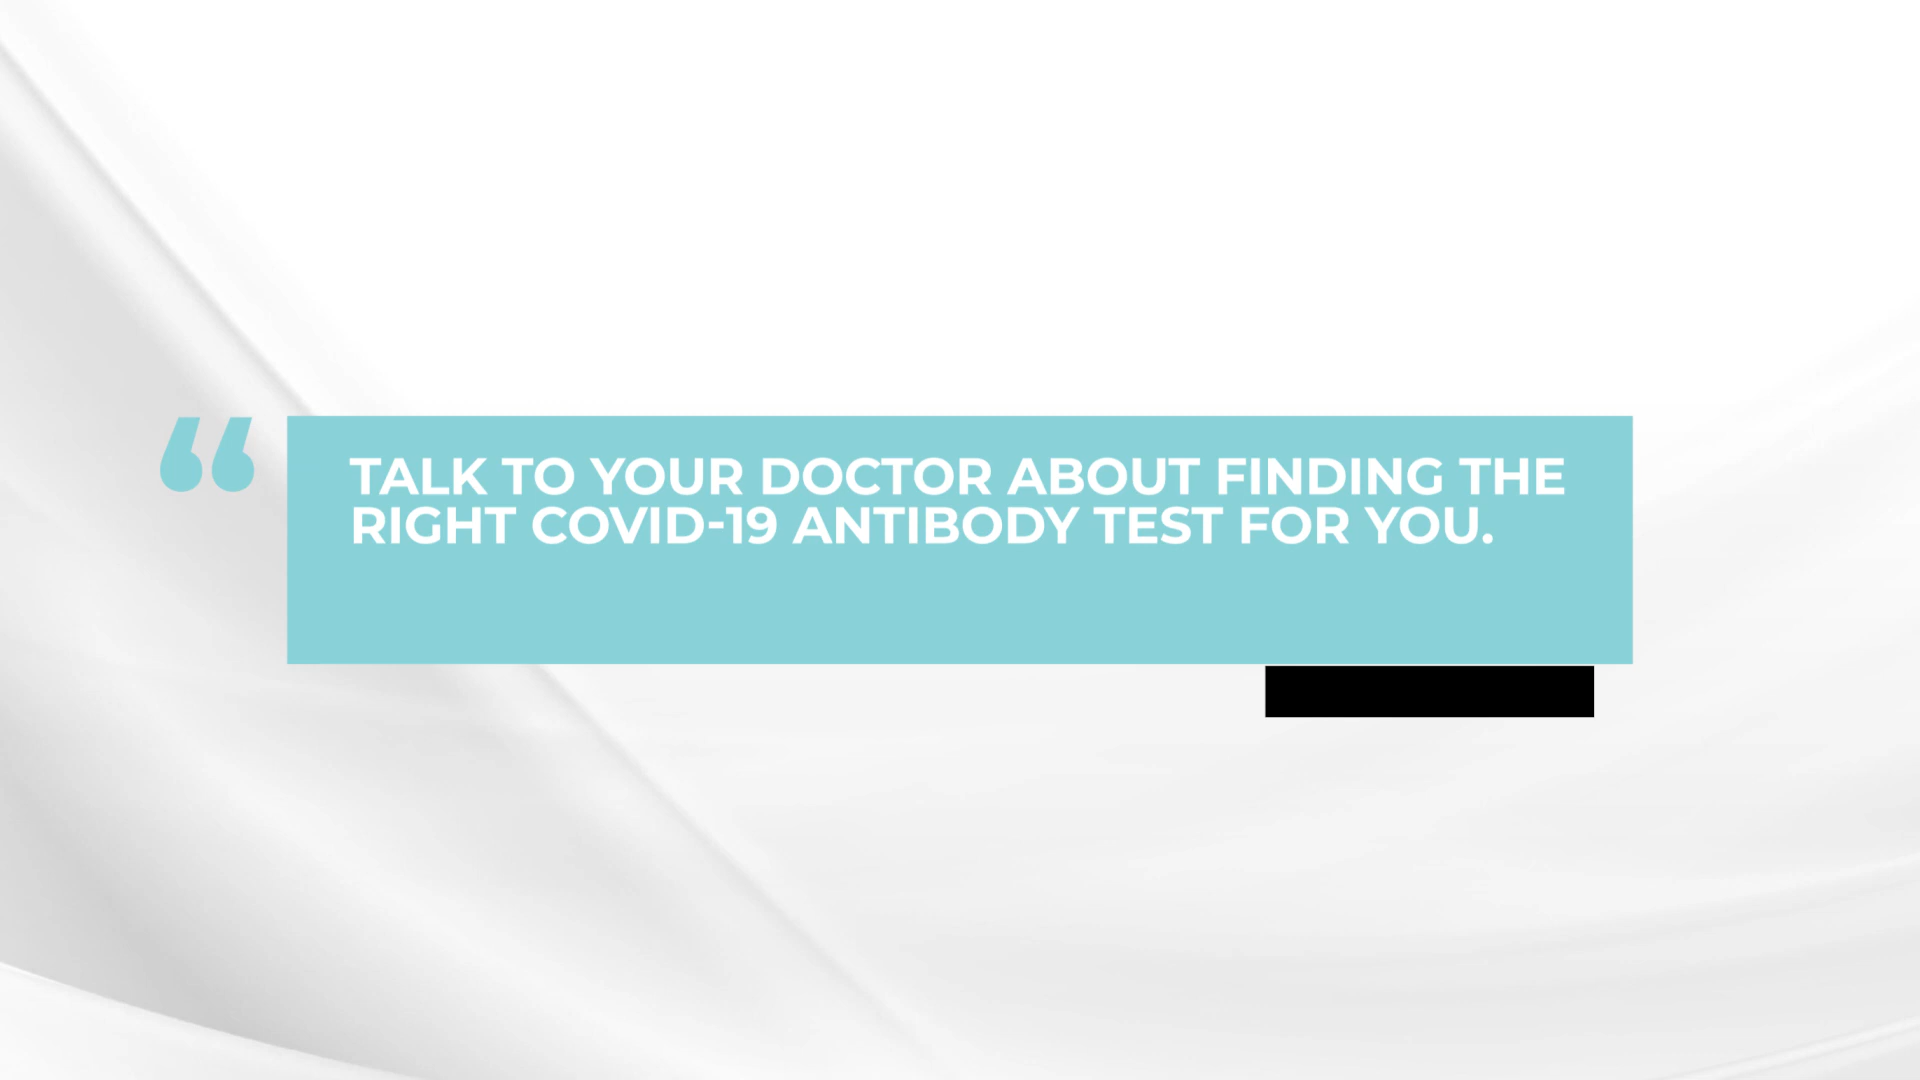 “
TALK TO YOUR DOCTOR ABOUT FINDING THE
RIGHT COVID-19 ANTIBODY TEST FOR YOU.